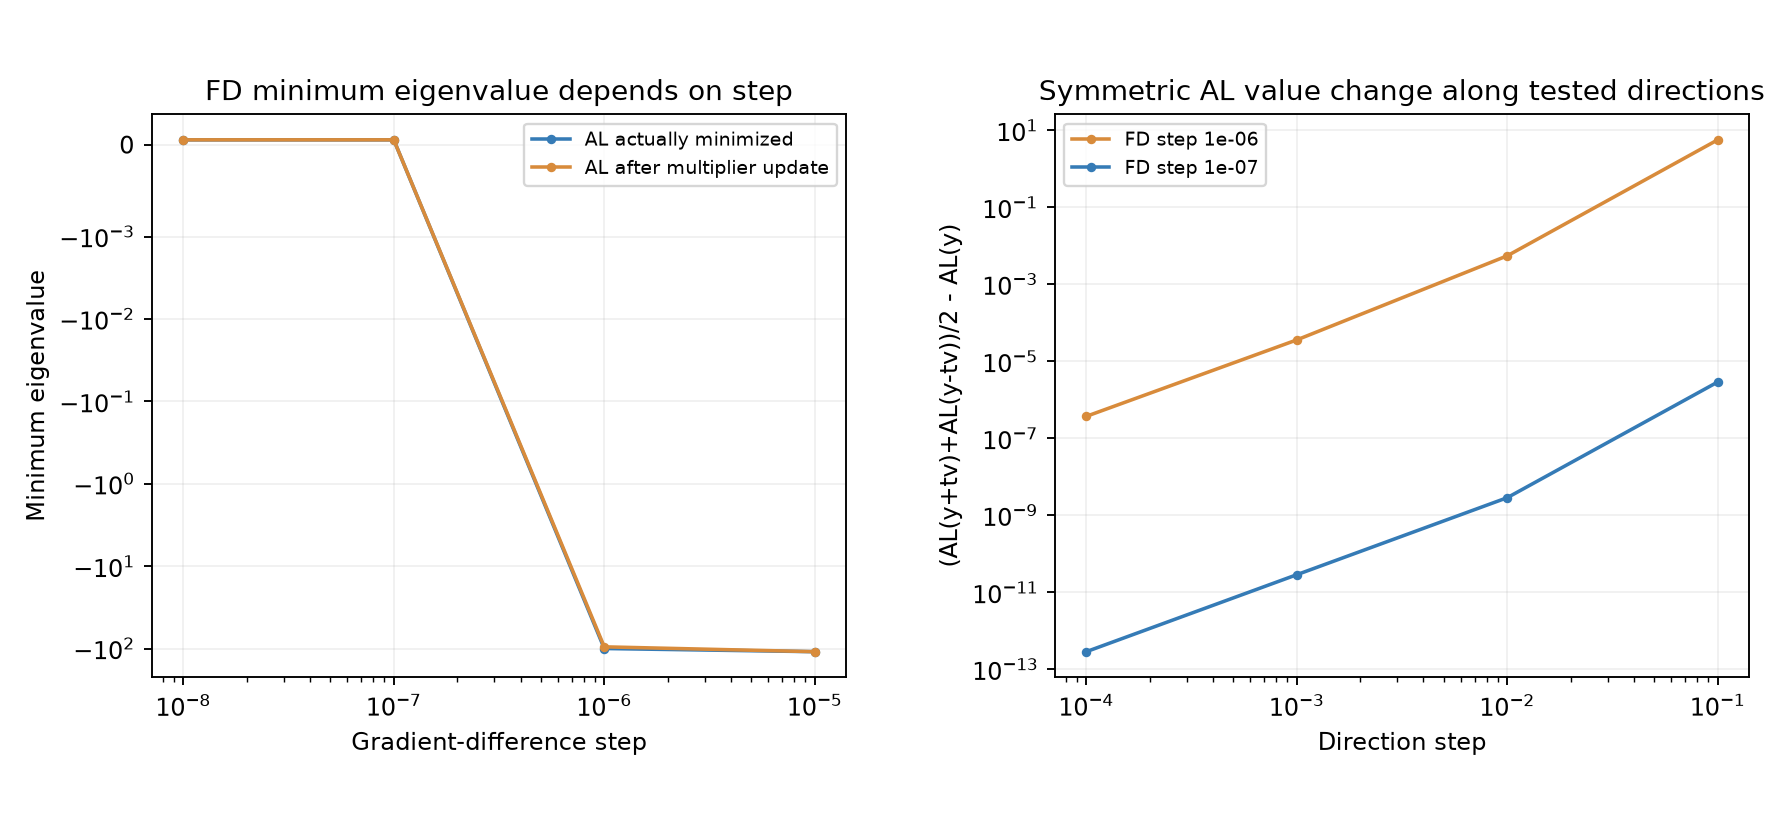 FD minimum eigenvalue depends on step
AL actually minimized
AL after multiplier update
Minimum eigenvalue
0
−10⁻³
−10⁻²
−10⁻¹
−10⁰
−10¹
−10²
10⁻⁸
10⁻⁷
10⁻⁶
10⁻⁵
Gradient-difference step
Symmetric AL value change along tested directions
FD step 1e-06
FD step 1e-07
(AL(y+tv)+AL(y-tv))/2 - AL(y)
10¹
10⁻¹
10⁻³
10⁻⁵
10⁻⁷
10⁻⁹
10⁻¹¹
10⁻¹³
10⁻⁴
10⁻³
10⁻²
10⁻¹
Direction step